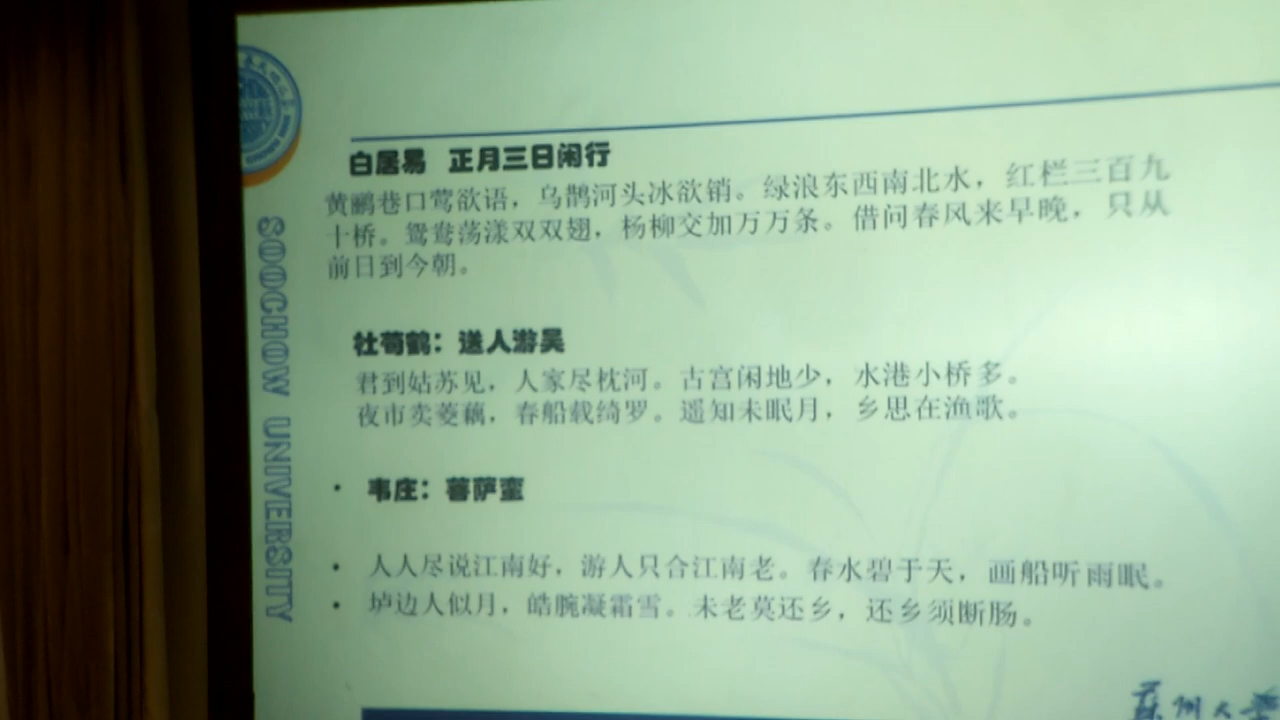 白居易 正月三日闲行
黄鹂巷口莺欲语，乌鹊河头冰欲销。绿浪东西南北水，红栏三百九
十桥。鸳鸯荡漾双双翅，杨柳交加万万条。借问春风来早晚，只从
前日到今朝。
杜荀鹤：送人游吴
君到姑苏见，人家尽枕河。古宫闲地少，水港小桥多。
夜市卖菱藕，春船载绮罗。遥知未眠月，乡思在渔歌。
• 韦庄：菩萨蛮
• 人人尽说江南好，游人只合江南老。春水碧于天，画船听雨眠。
• 垆边人似月，皓腕凝霜雪。未老莫还乡，还乡须断肠。
SOOCHOW UNIVERSITY
苏州大学